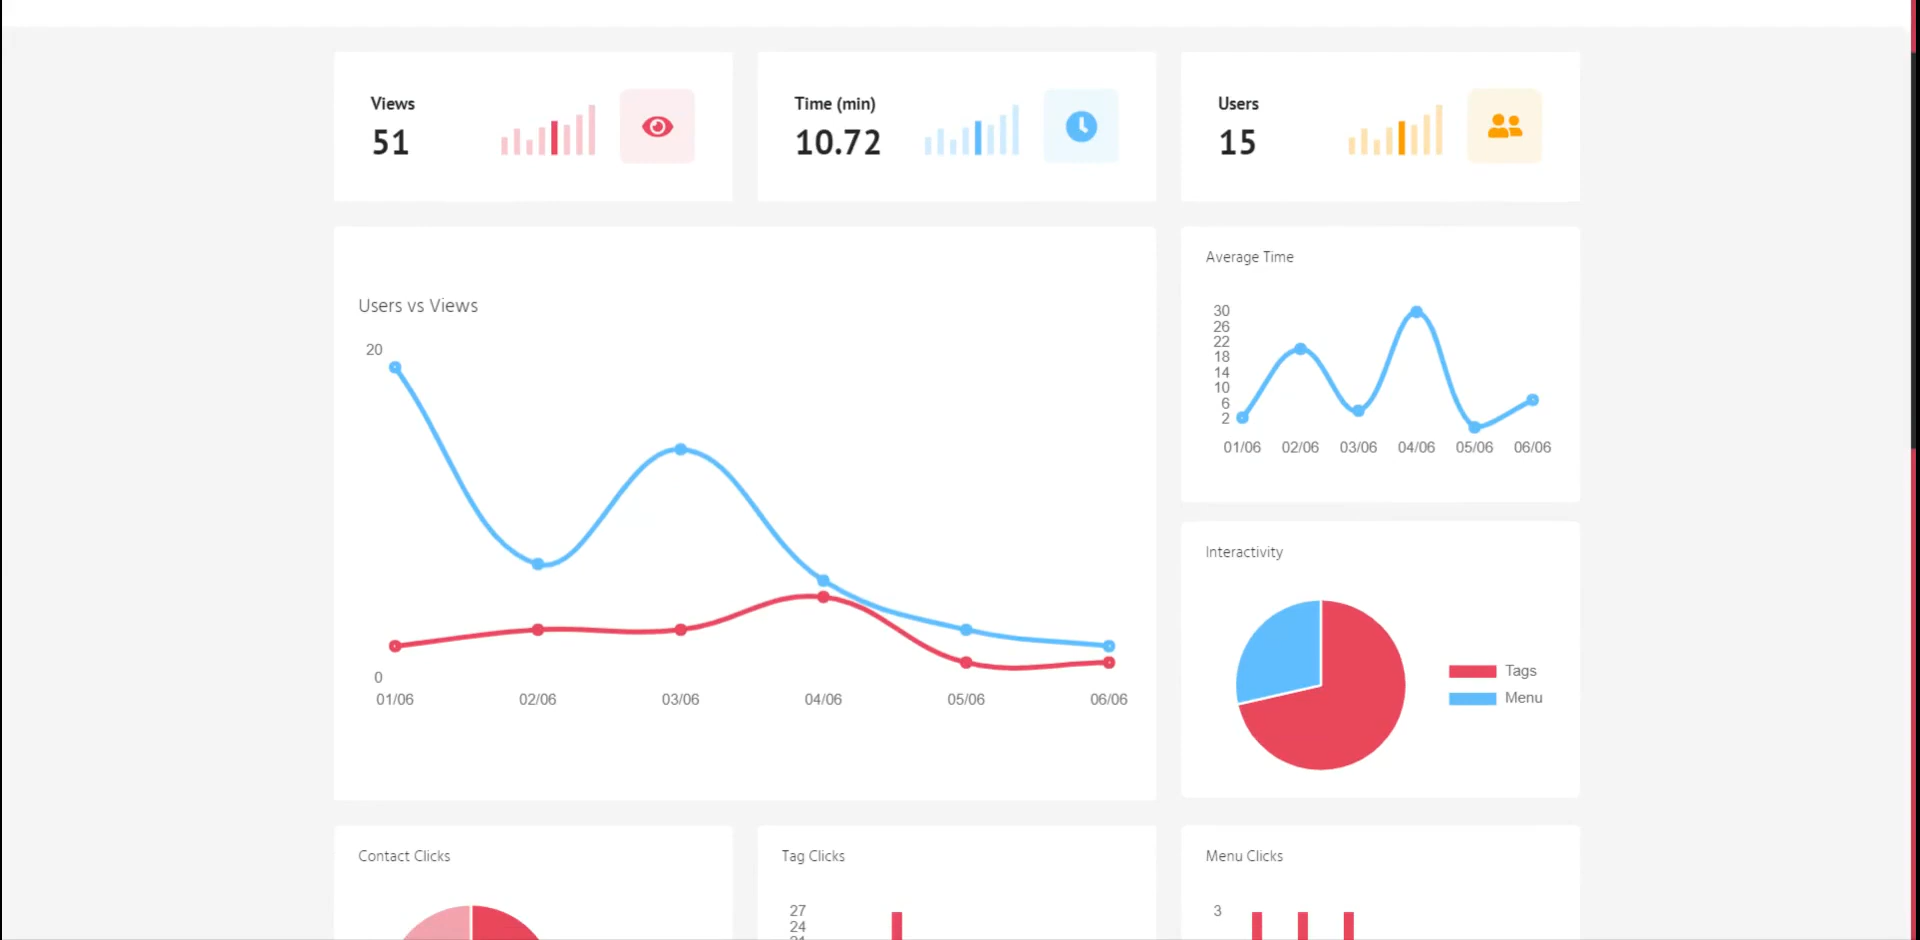 Views
51
Time (min)
10.72
Users
15
Users vs Views
20
0
01/06 02/06 03/06 04/06 05/06 06/06
Average Time
30
26
22
18
14
10
6
2
01/06 02/06 03/06 04/06 05/06 06/06
Interactivity
Tags
Menu
Contact Clicks
Tag Clicks
27
24
Menu Clicks
3